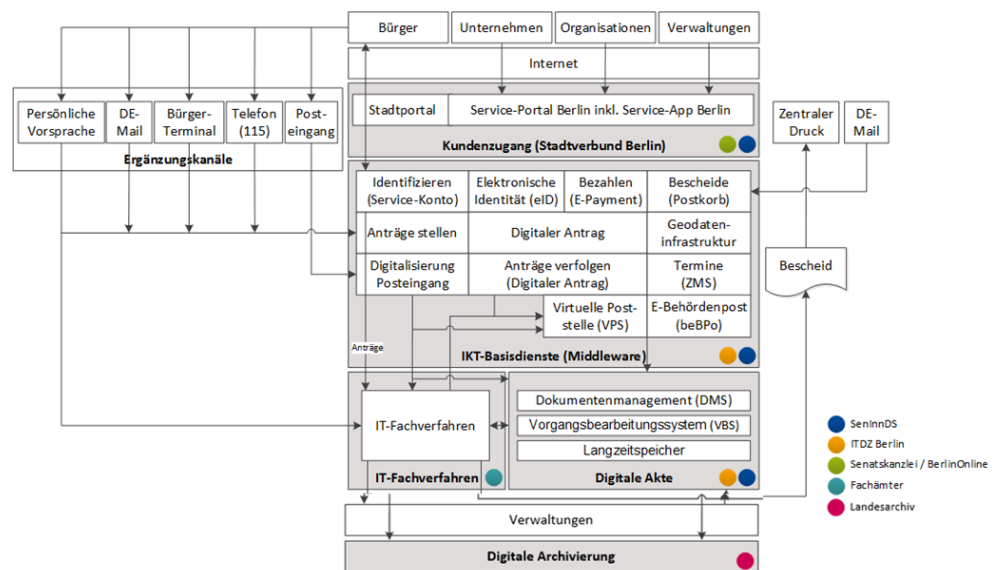 Bürger
Unternehmen
Organisationen
Verwaltungen
Internet
Persönliche
Vorsprache
DE-
Mail
Bürger-
Terminal
Telefon
(115)
Post-
eingang
Ergänzungskanäle
Stadtportal
Service-Portal Berlin inkl. Service-App Berlin
Kundenzugang (Stadtverbund Berlin)
Zentraler
Druck
DE-
Mail
Identifizieren
(Service-Konto)
Elektronische
Identität (eID)
Bezahlen
(E-Payment)
Bescheide
(Postkorb)
Anträge stellen
Digitaler Antrag
Geodaten-
infrastruktur
Digitalisierung
Posteingang
Anträge verfolgen
(Digitaler Antrag)
Termine
(ZMS)
Bescheid
Virtuelle Post-
stelle (VPS)
E-Behördenpost
(beBPo)
Anträge
IKT-Basisdienste (Middleware)
IT-Fachverfahren
Dokumentenmanagement (DMS)
Vorgangsbearbeitungssystem (VBS)
Langzeitspeicher
IT-Fachverfahren
Digitale Akte
SenInnDS
ITDZ Berlin
Senatskanzlei / BerlinOnline
Fachämter
Landesarchiv
Verwaltungen
Digitale Archivierung